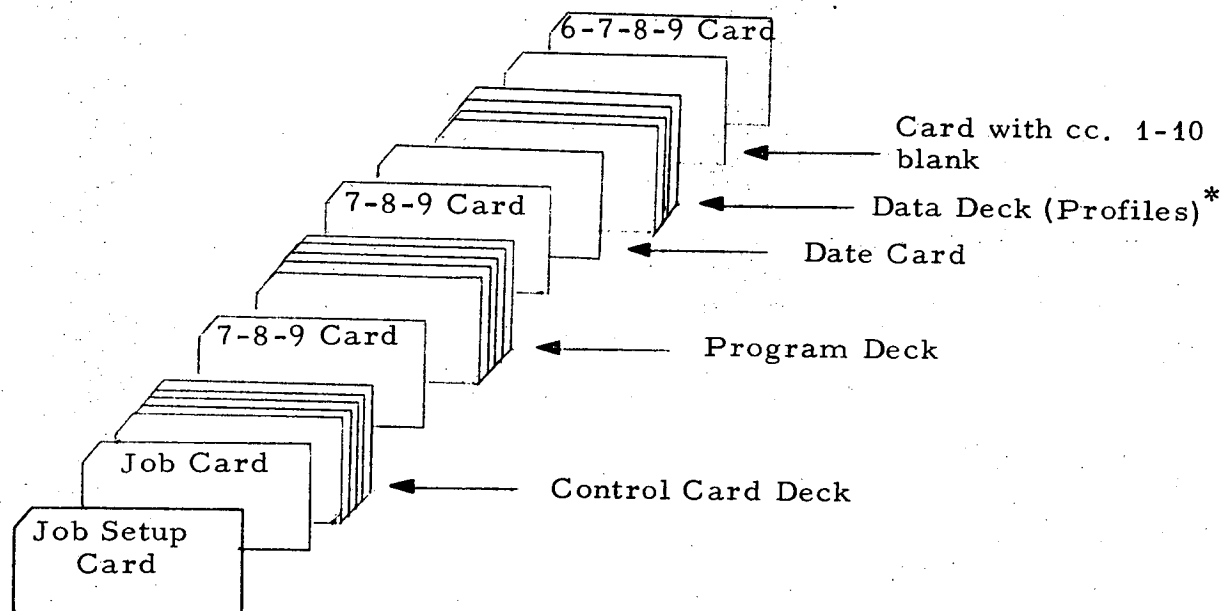 6-7-8-9 Card
Card with cc. 1-10
blank
Data Deck (Profiles)*
7-8-9 Card
Date Card
7-8-9 Card
Program Deck
Job Card
Control Card Deck
Job Setup
Card